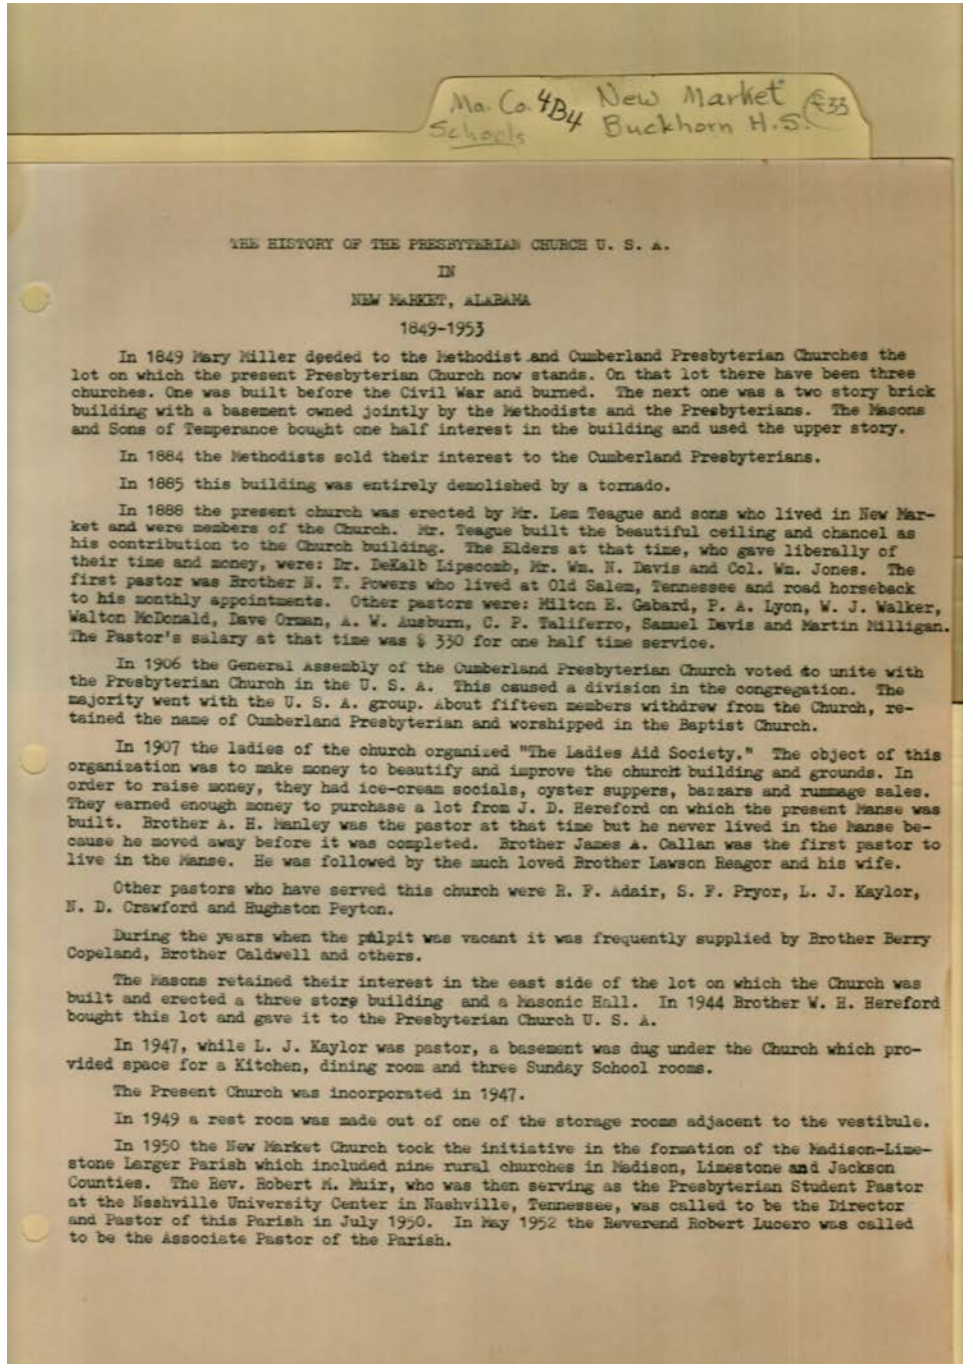 Ma. Co. 4B4 New Market
Schools Buckhorn H.S.
THE HISTORY OF THE PRESBYTERIAN CHURCH U. S. A.
IN
NEW MARKET, ALABAMA
1849-1953
In 1849 Mary Miller deeded to the Methodist and Cumberland Presbyterian Churches the
lot on which the present Presbyterian Church now stands. On that lot there have been three
churches. One was built before the Civil War and burned. The next one was a two story brick
building with a basement owned jointly by the Methodists and the Presbyterians. The Masons
and Sons of Temperance bought one half interest in the building and used the upper story.
In 1884 the Methodists sold their interest to the Cumberland Presbyterians.
In 1885 this building was entirely demolished by a tornado.
In 1888 the present church was erected by Mr. Lem Teague and sons who lived in New Mar-
ket and were members of the Church. Mr. Teague built the beautiful ceiling and chancel as
his contribution to the Church building. The Elders at that time, who gave liberally of
their time and money, were: Dr. DeKalb Lipscomb, Mr. Wm. N. Davis and Col. Wm. Jones. The
first pastor was Brother N. T. Powers who lived at Old Salem, Tennessee and road horseback
to his monthly appointments. Other pastors were: Milton E. Gabard, P. A. Lyon, W. J. Walker,
Walton McDonald, Dave Orman, A. W. Ausburn, C. P. Taliferro, Samuel Davis and Martin Milligan.
The Pastor's salary at that time was $ 330 for one half time service.
In 1906 the General Assembly of the Cumberland Presbyterian Church voted to unite with
the Presbyterian Church in the U. S. A. This caused a division in the congregation. The
majority went with the U. S. A. group. About fifteen members withdrew from the Church, re-
tained the name of Cumberland Presbyterian and worshipped in the Baptist Church.
In 1907 the ladies of the church organized "The Ladies Aid Society." The object of this
organization was to make money to beautify and improve the church building and grounds. In
order to raise money, they had ice-cream socials, oyster suppers, bazzars and rummage sales.
They earned enough money to purchase a lot from J. D. Hereford on which the present Manse was
built. Brother A. H. Manley was the pastor at that time but he never lived in the Manse be-
cause he moved away before it was completed. Brother James A. Callan was the first pastor to
live in the Manse. He was followed by the much loved Brother Lawson Reagor and his wife.
Other pastors who have served this church were R. F. Adair, S. F. Pryor, L. J. Kaylor,
N. D. Crawford and Hughston Peyton.
During the years when the pulpit was vacant it was frequently supplied by Brother Berry
Copeland, Brother Caldwell and others.
The Masons retained their interest in the east side of the lot on which the Church was
built and erected a three store building and a Masonic Hall. In 1944 Brother W. H. Hereford
bought this lot and gave it to the Presbyterian Church U. S. A.
In 1947, while L. J. Kaylor was pastor, a basement was dug under the Church which pro-
vided space for a Kitchen, dining room and three Sunday School rooms.
The Present Church was incorporated in 1947.
In 1949 a rest room was made out of one of the storage rooms adjacent to the vestibule.
In 1950 the New Market Church took the initiative in the formation of the Madison-Lime-
stone Larger Parish which included nine rural churches in Madison, Limestone and Jackson
Counties. The Rev. Robert M. Muir, who was then serving as the Presbyterian Student Pastor
at the Nashville University Center in Nashville, Tennessee, was called to be the Director
and Pastor of this Parish in July 1950. In May 1952 the Reverend Robert Lucero was called
to be the Associate Pastor of the Parish.